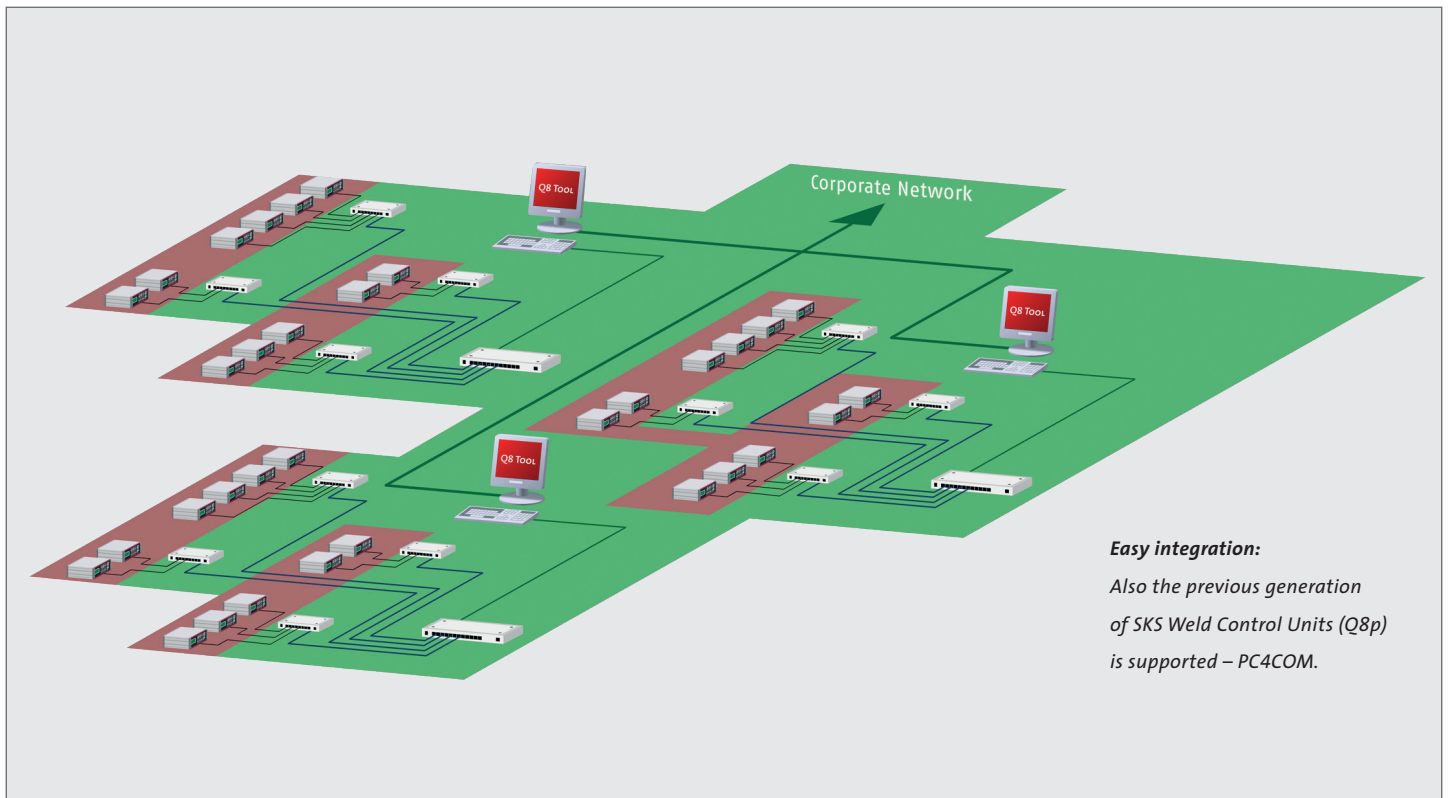 Corporate Network
Q8 Tool
Q8 Tool
Q8 Tool
Easy integration:
Also the previous generation
of SKS Weld Control Units (Q8p)
is supported – PC4COM.